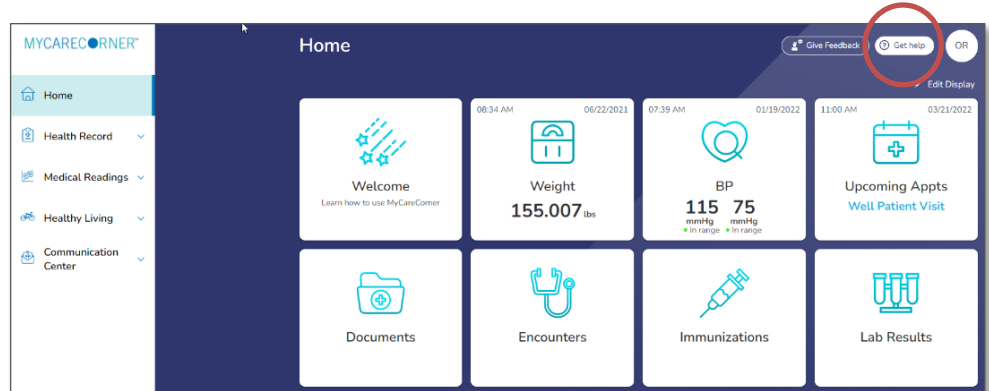 MYCARECORNER™
Home
Give Feedback
Get help
OR
Edit Display
Home
Health Record
Medical Readings
Healthy Living
Communication
Center
Welcome
Learn how to use MyCareCorner
08:34 AM 06/22/2021
Weight
155.007 lbs
07:39 AM 01/19/2022
BP
115 75
mmHg mmHg
In range In range
11:00 AM 03/21/2022
Upcoming Appts
Well Patient Visit
Documents
Encounters
Immunizations
Lab Results